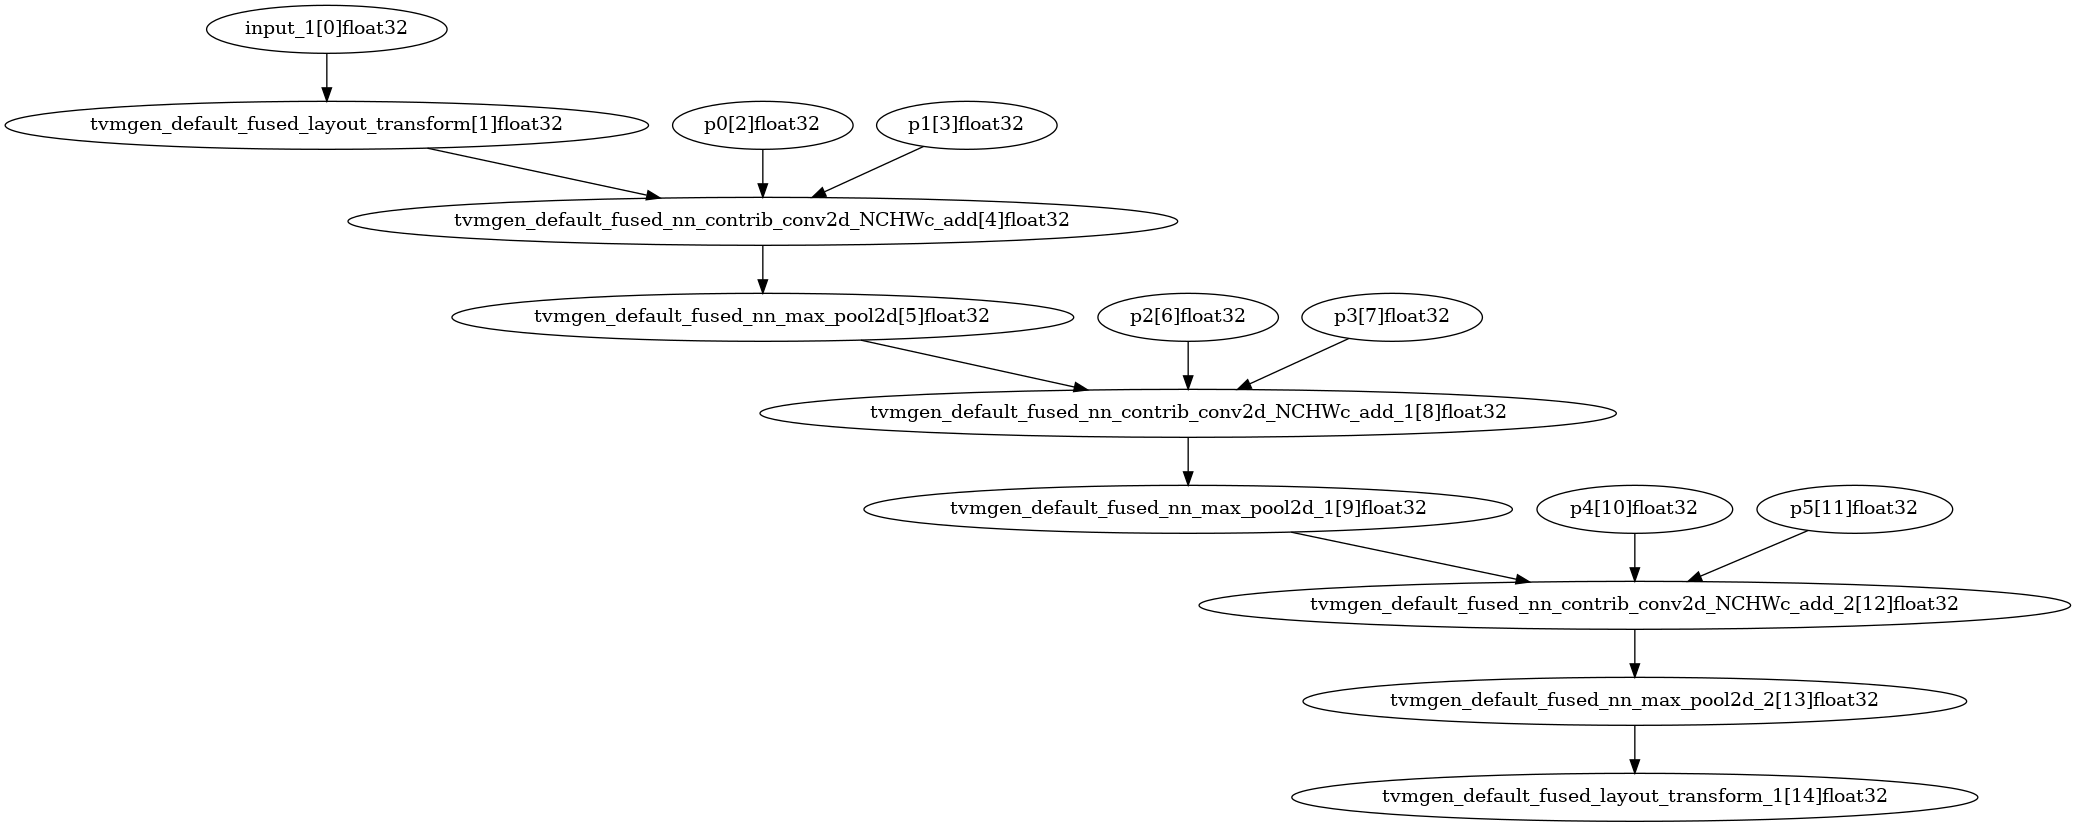 input_1[0]float32
tvmgen_default_fused_layout_transform[1]float32
p0[2]float32
p1[3]float32
tvmgen_default_fused_nn_contrib_conv2d_NCHWc_add[4]float32
tvmgen_default_fused_nn_max_pool2d[5]float32
p2[6]float32
p3[7]float32
tvmgen_default_fused_nn_contrib_conv2d_NCHWc_add_1[8]float32
tvmgen_default_fused_nn_max_pool2d_1[9]float32
p4[10]float32
p5[11]float32
tvmgen_default_fused_nn_contrib_conv2d_NCHWc_add_2[12]float32
tvmgen_default_fused_nn_max_pool2d_2[13]float32
tvmgen_default_fused_layout_transform_1[14]float32